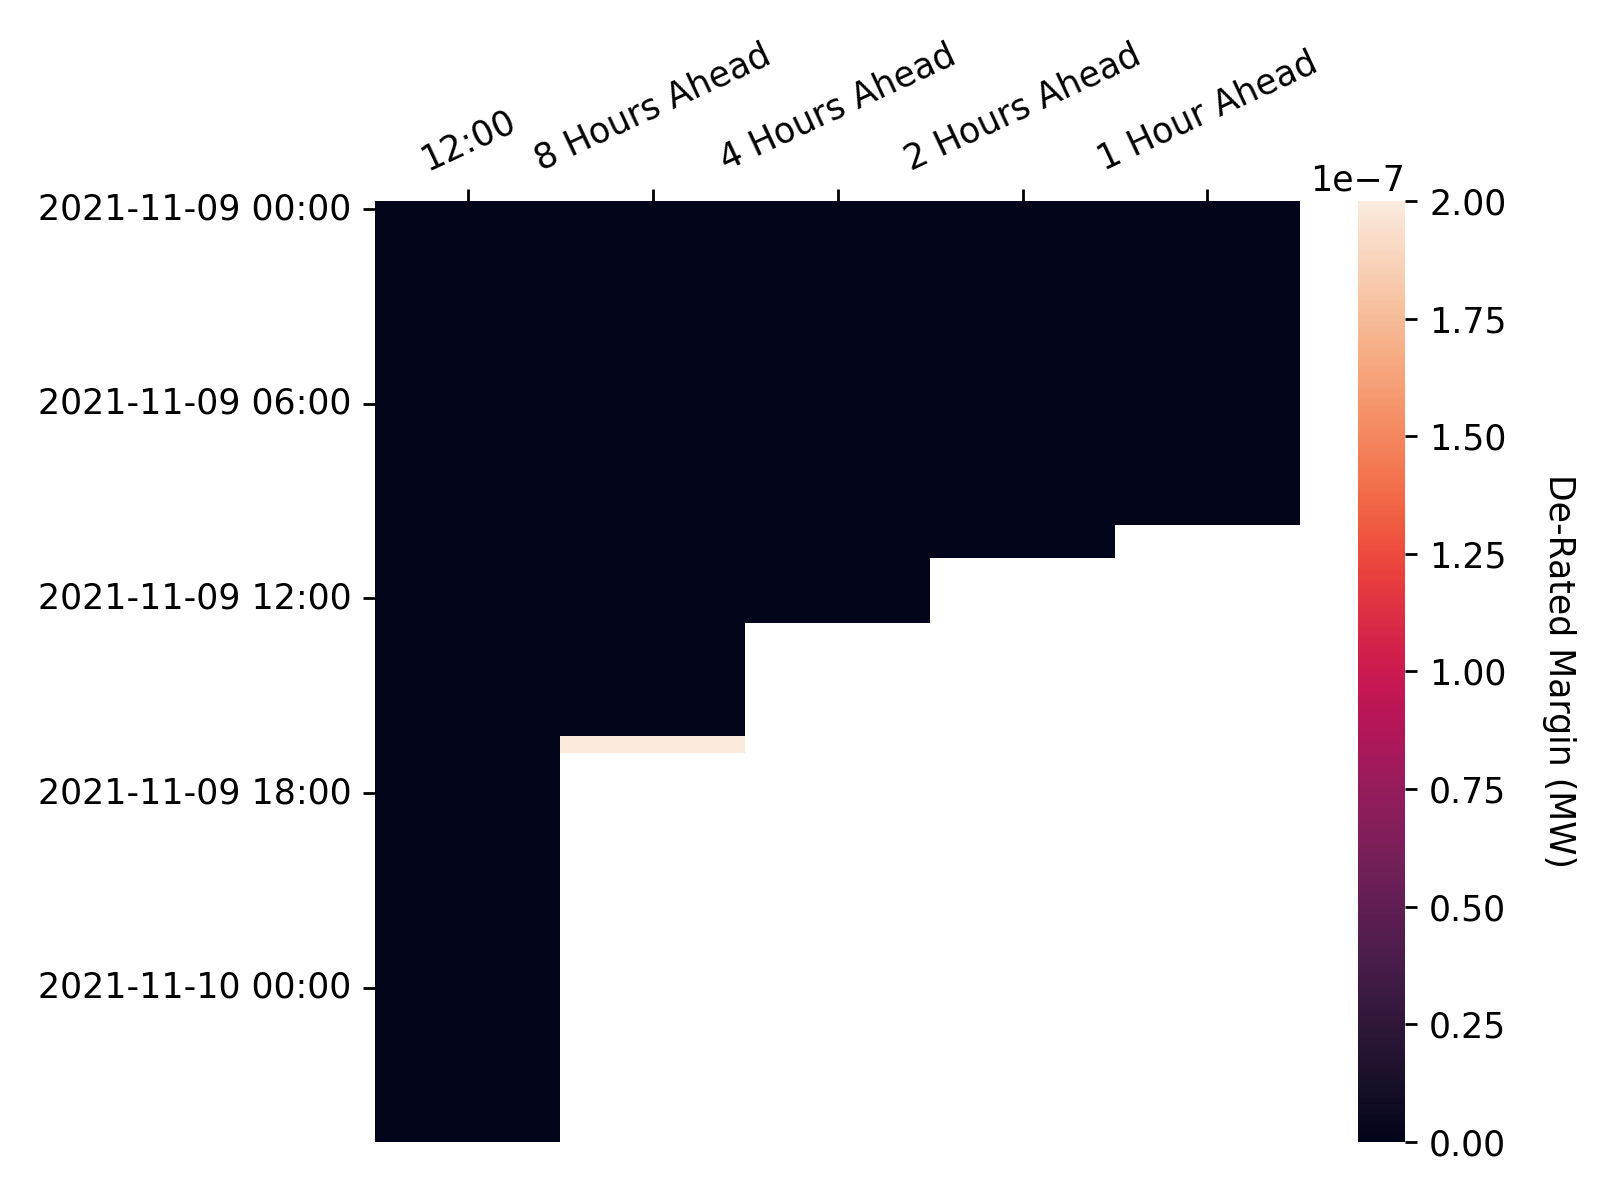 12:00
8 Hours Ahead
4 Hours Ahead
2 Hours Ahead
1 Hour Ahead
1e−7
2021-11-09 00:00
2021-11-09 06:00
2021-11-09 12:00
2021-11-09 18:00
2021-11-10 00:00
2.00
1.75
1.50
1.25
1.00
0.75
0.50
0.25
0.00
De-Rated Margin (MW)